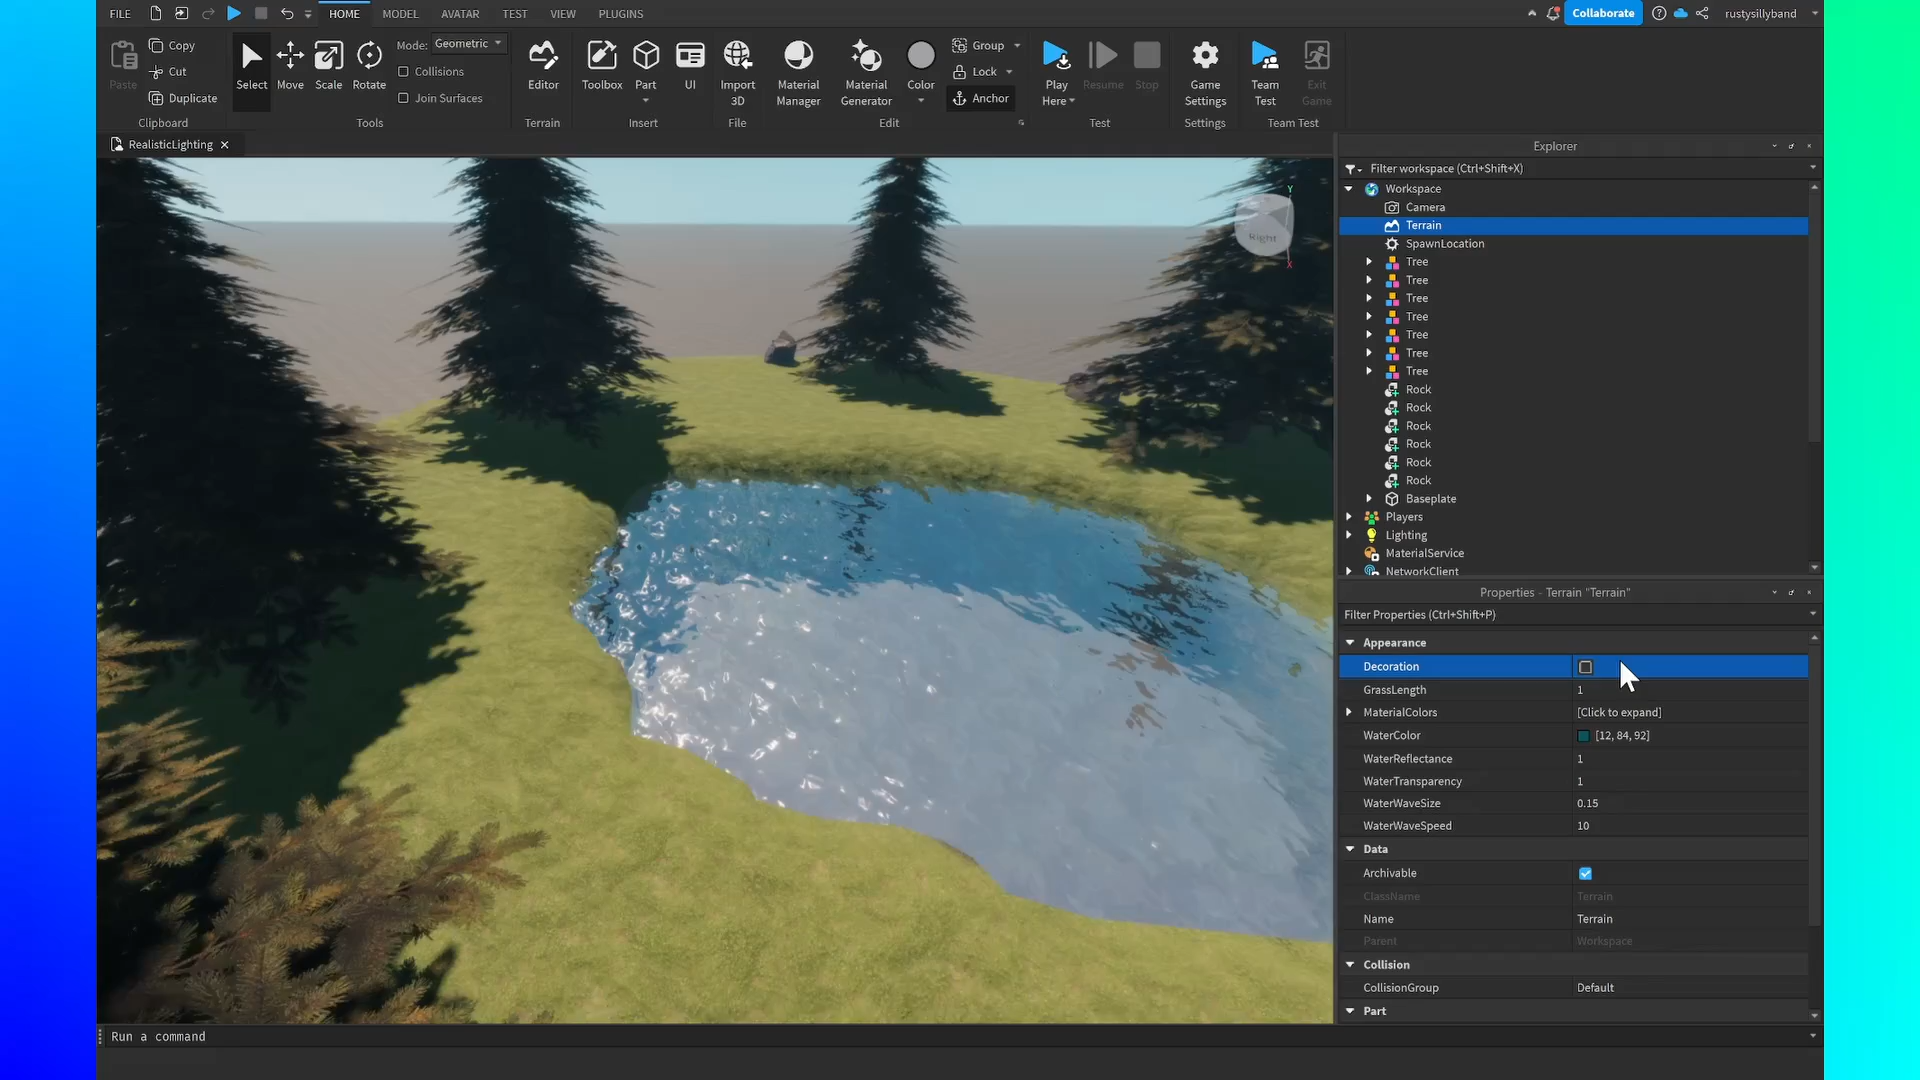 FILE HOME MODEL AVATAR TEST VIEW PLUGINS Collaborate rustysillyband
Paste Copy Cut Duplicate Clipboard
Select Move Scale Rotate Mode: Geometric Collisions Join Surfaces Tools
Editor Terrain
Toolbox Part UI Insert
Import 3D File
Material Manager Material Generator Color Group Lock Anchor Edit
Play Here Resume Stop Test
Game Settings Settings
Team Test Exit Game Team Test
RealisticLighting
Right
Y
X
Explorer
Filter workspace (Ctrl+Shift+X)
Workspace
Camera
Terrain
SpawnLocation
Tree
Tree
Tree
Tree
Tree
Tree
Tree
Rock
Rock
Rock
Rock
Rock
Rock
Baseplate
Players
Lighting
MaterialService
NetworkClient
Properties - Terrain "Terrain"
Filter Properties (Ctrl+Shift+P)
Appearance
Decoration
GrassLength 1
MaterialColors [Click to expand]
WaterColor [12, 84, 92]
WaterReflectance 1
WaterTransparency 1
WaterWaveSize 0.15
WaterWaveSpeed 10
Data
Archivable
ClassName Terrain
Name Terrain
Parent Workspace
Collision
CollisionGroup Default
Part
Run a command